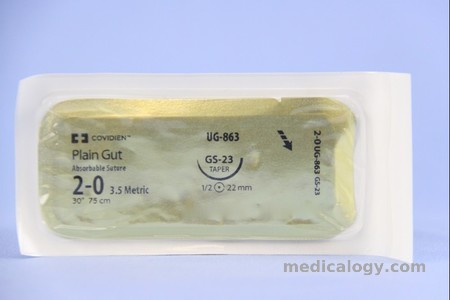 COVIDIEN™
Plain Gut
Absorbable Suture
2-0 3.5 Metric
30" 75 cm
UG-863
GS-23
TAPER
1/2 22 mm
2-0 UG-863 GS-23
medicalogy.com